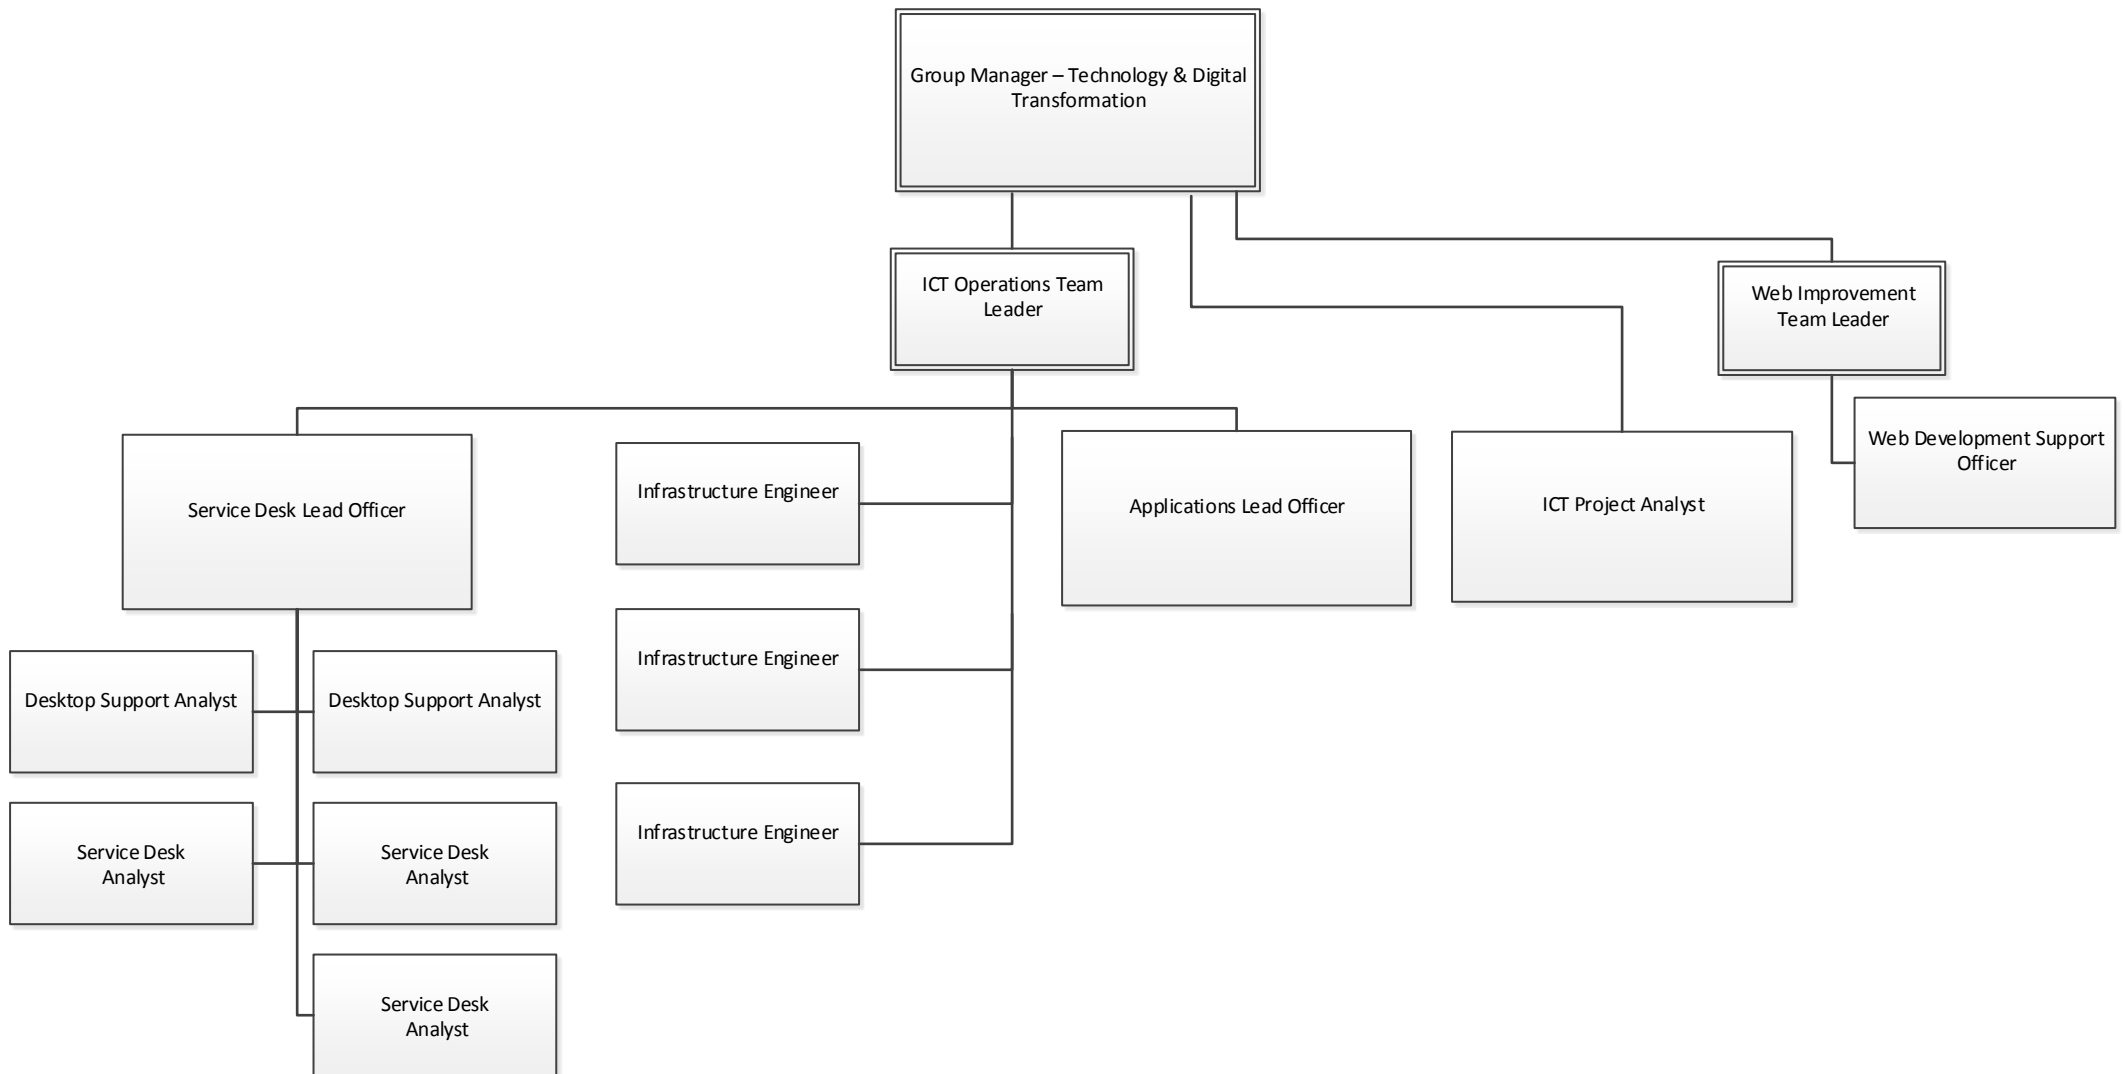 Group Manager – Technology & Digital
Transformation
ICT Operations Team
Leader
Web Improvement
Team Leader
Service Desk Lead Officer
Infrastructure Engineer
Applications Lead Officer
ICT Project Analyst
Web Development Support
Officer
Infrastructure Engineer
Desktop Support Analyst
Desktop Support Analyst
Infrastructure Engineer
Service Desk
Analyst
Service Desk
Analyst
Service Desk
Analyst